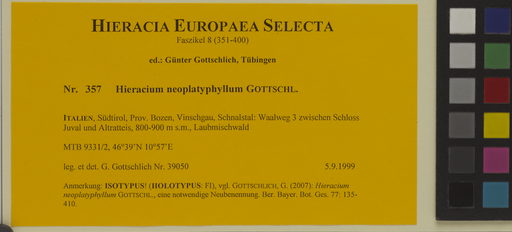 HIERACIA EUROPAEA SELECTA
Faszikel 8 (351-400)
ed.: Günter Gottschlich, Tübingen
Nr. 357 Hieracium neoplatyphyllum GOTTSCHL.
ITALIEN, Südtirol, Prov. Bozen, Vinschgau, Schnalstal: Waalweg 3 zwischen Schloss
Juval und Altratteis, 800-900 m s.m., Laubmischwald
MTB 9331/2, 46°39'N 10°57'E
leg. et det. G. Gottschlich Nr. 39050 5.9.1999
Anmerkung: ISOTYPUS! (HOLOTYPUS: FI), vgl. GOTTSCHLICH, G. (2007): Hieracium
neoplatyphyllum GOTTSCHL., eine notwendige Neubenennung. Ber. Bayer. Bot. Ges. 77: 135-
410.